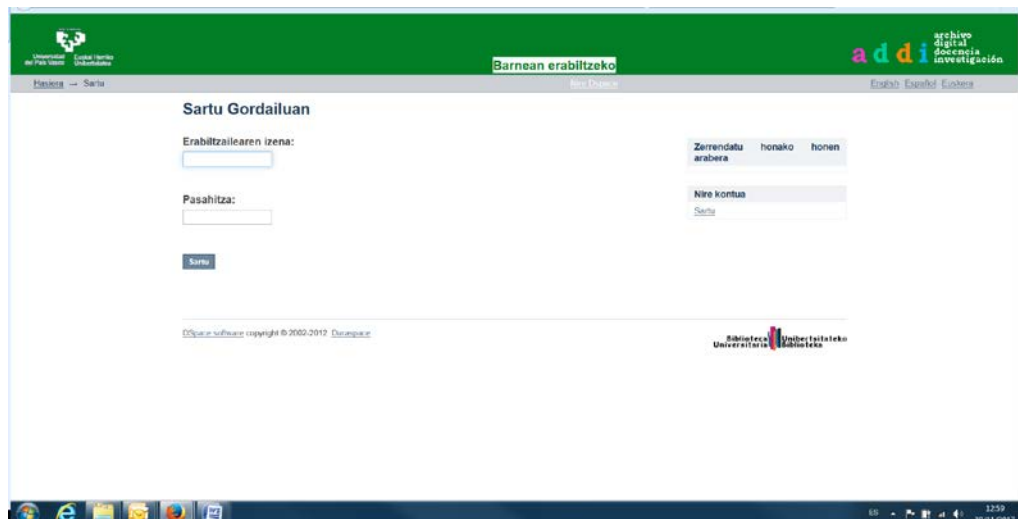 Universidad
del País Vasco
Euskal Herriko
Unibertsitatea
Barnean erabiltzeko
addi
archivo
digital
docencia
investigación
Hasiera → Sartu
Nire Dspace
English Español Euskera
Sartu Gordailuan
Erabiltzailearen izena:
Pasahitza:
Sartu
Zerrendatu honako honen
arabera
Nire kontua
Sartu
DSpace software copyright © 2002-2012 Duraspace
Biblioteca Unibertsitateko
Universitaria Biblioteka
ES
12:59